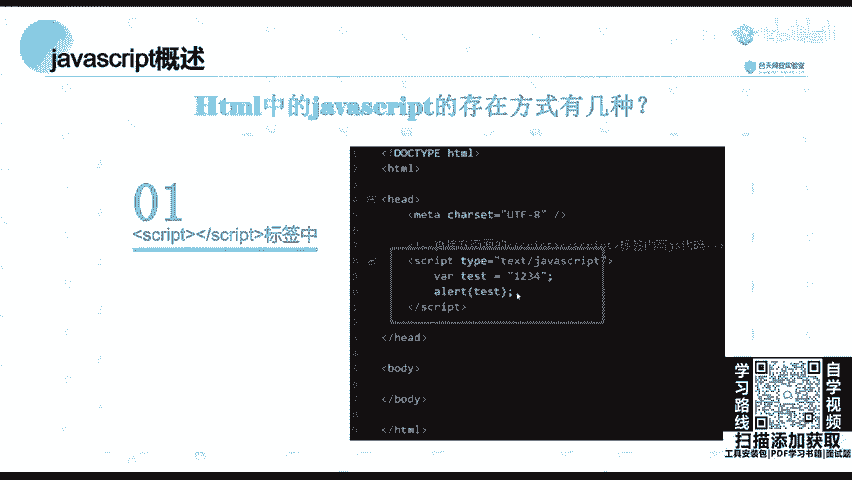 javascript概述
Html中的javascript的存在方式有几种?
01
<script></script>标签中
<!DOCTYPE html>
<html>
<head>
<meta charset="UTF-8" />
<script type="text/javascript">
var test = "1234";
alert(test);
</script>
</head>
<body>
</body>
</html>
学习路线
自学视频
扫描添加获取
工具安装包|PDF学习书籍|面试题